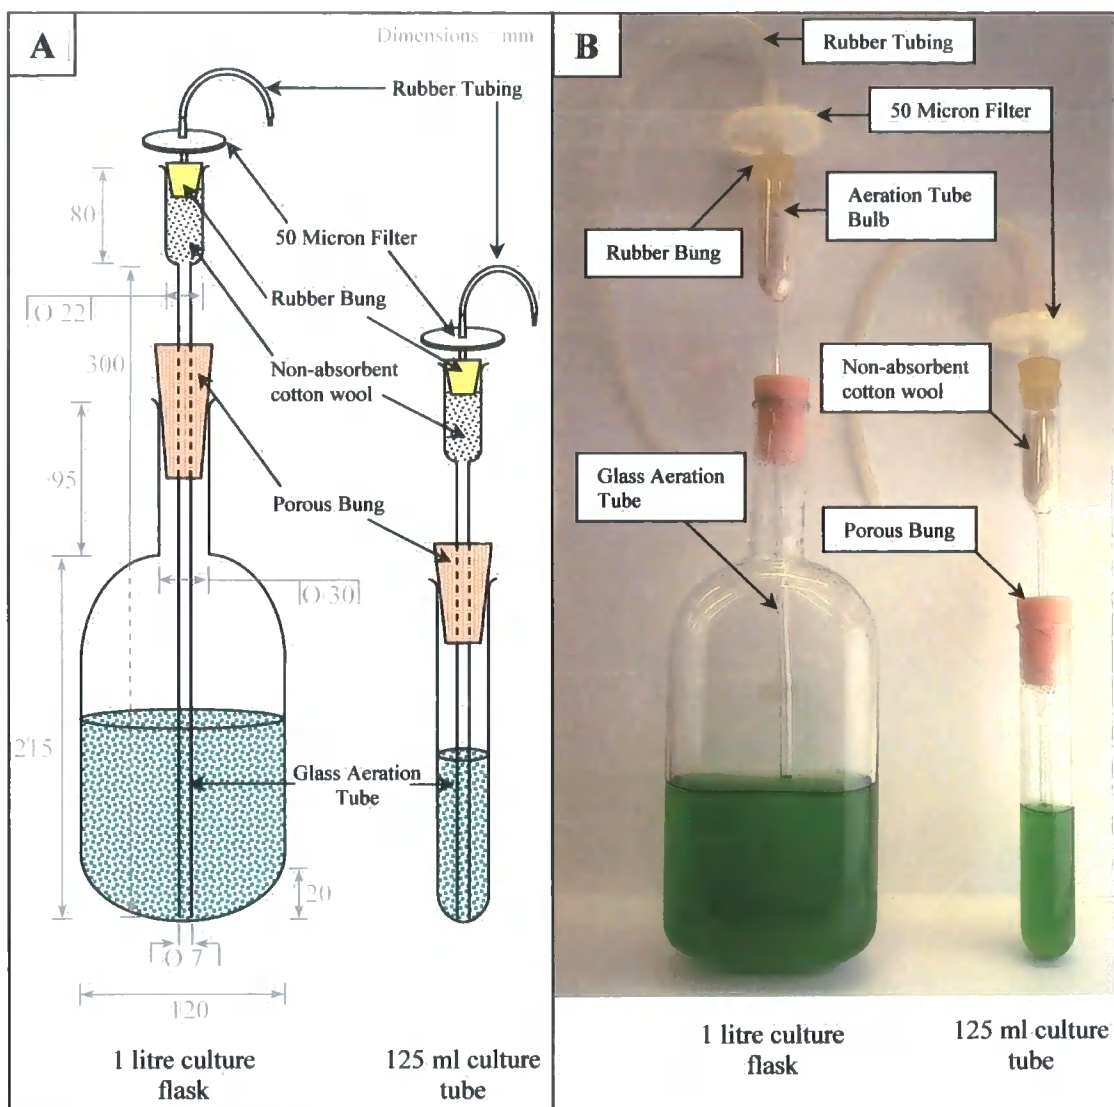 A
Dimensions = mm
Rubber Tubing
80
50 Micron Filter
Ø 22
Rubber Bung
300
Non-absorbent
cotton wool
95
Porous Bung
Ø 30
215
Glass Aeration
Tube
20
Ø 7
120
1 litre culture
flask
125 ml culture
tube
B
Rubber Tubing
50 Micron Filter
Aeration Tube
Bulb
Rubber Bung
Non-absorbent
cotton wool
Glass Aeration
Tube
Porous Bung
1 litre culture
flask
125 ml culture
tube